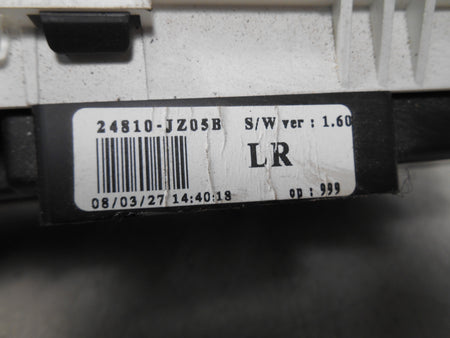 24810-JZ05B S/W ver : 1.60
LR
08/03/27 14:40:18 op : 999